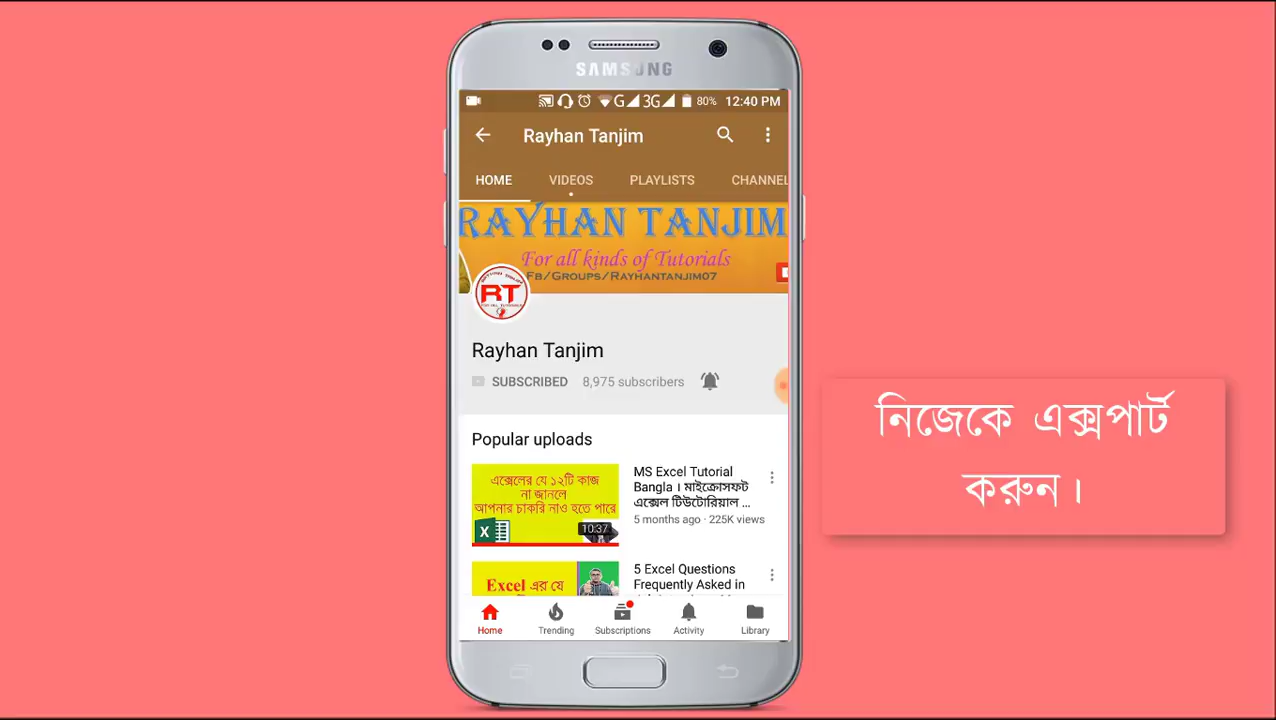 SAMSUNG
G 3G 80% 12:40 PM
Rayhan Tanjim
HOME VIDEOS PLAYLISTS CHANNEL
RAYHAN TANJIM
For all kinds of Tutorials
FB/GROUPS/RAYHANTANJIM07
RT
Rayhan Tanjim
SUBSCRIBED 8,975 subscribers
Popular uploads
এক্সেলের যে ১২টি কাজ
না জানলে
আপনার চাকরি নাও হতে পারে
X
10:37
MS Excel Tutorial
Bangla । মাইক্রোসফট
এক্সেল টিউটোরিয়াল ...
5 months ago · 225K views
Excel এর যে
5 Excel Questions
Frequently Asked in
Home Trending Subscriptions Activity Library
নিজেকে এক্সপার্ট
করুন।